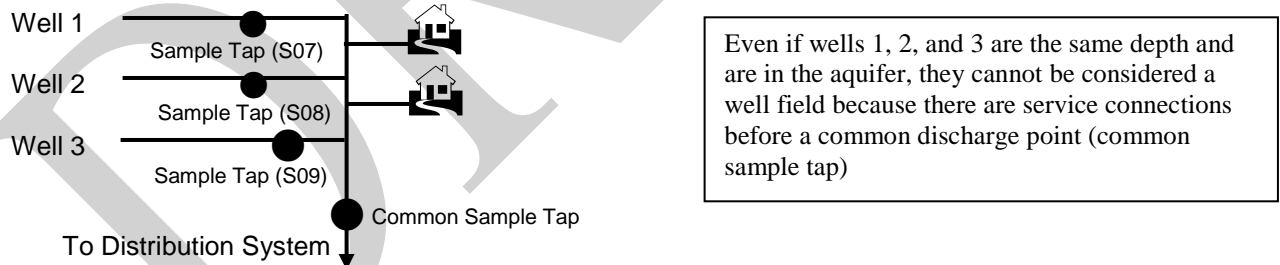 Well 1
Sample Tap (S07)
Well 2
Sample Tap (S08)
Well 3
Sample Tap (S09)
Common Sample Tap
To Distribution System
Even if wells 1, 2, and 3 are the same depth and
are in the aquifer, they cannot be considered a
well field because there are service connections
before a common discharge point (common
sample tap)